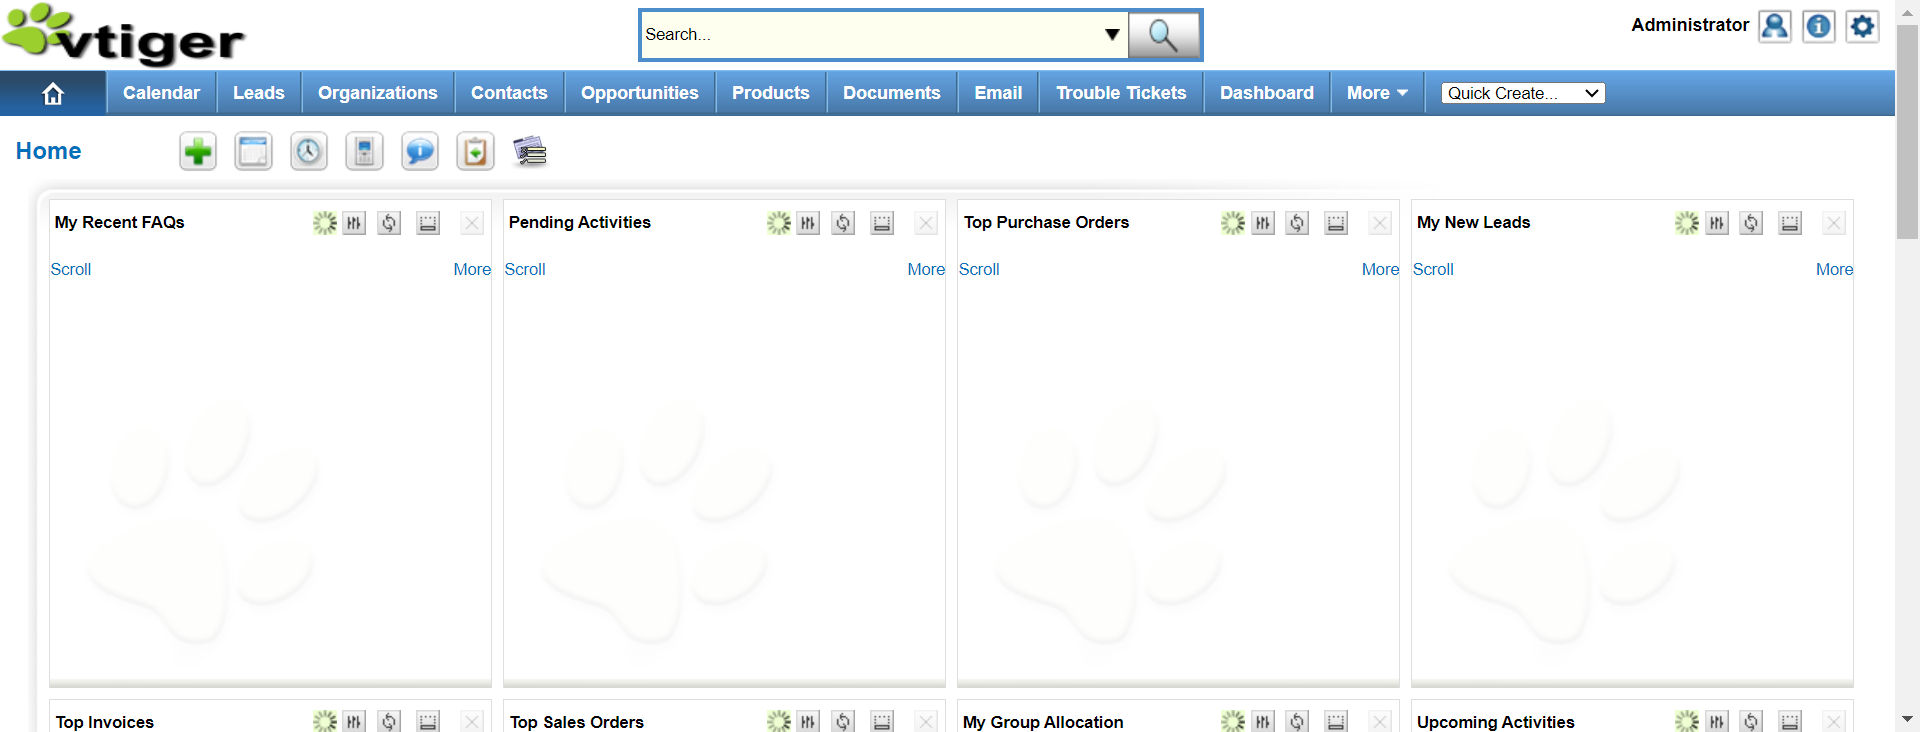 vtiger
Search...
Administrator
Calendar Leads Organizations Contacts Opportunities Products Documents Email Trouble Tickets Dashboard More Quick Create...
Home
My Recent FAQs Pending Activities Top Purchase Orders My New Leads
Scroll More Scroll More Scroll More Scroll More
Top Invoices Top Sales Orders My Group Allocation Upcoming Activities